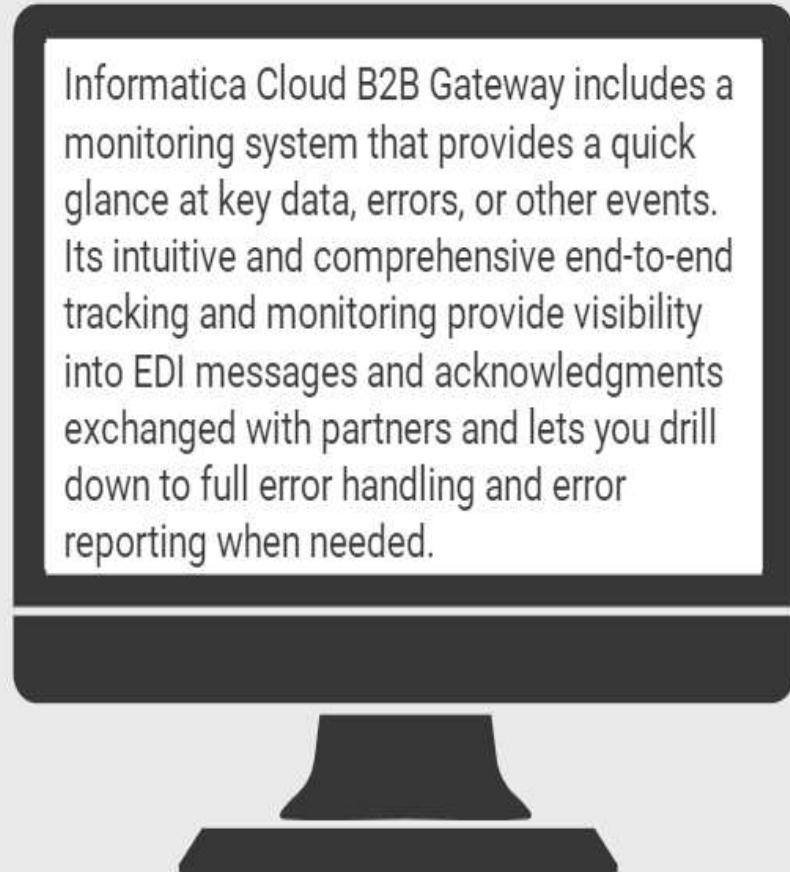 Informatica Cloud B2B Gateway includes a
monitoring system that provides a quick
glance at key data, errors, or other events.
Its intuitive and comprehensive end-to-end
tracking and monitoring provide visibility
into EDI messages and acknowledgments
exchanged with partners and lets you drill
down to full error handling and error
reporting when needed.